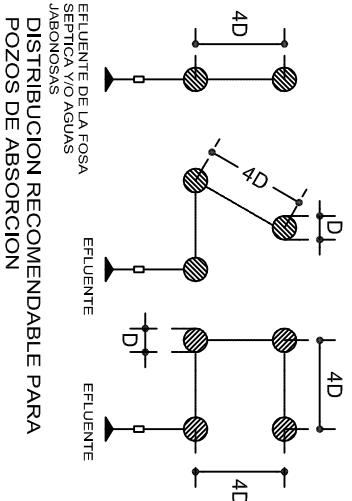 4D
EFLUENTE DE LA FOSA
SEPTICA Y/O AGUAS
JABONOSAS
4D
D
EFLUENTE
4D
4D
D
EFLUENTE
DISTRIBUCION RECOMENDABLE PARA
POZOS DE ABSORCION